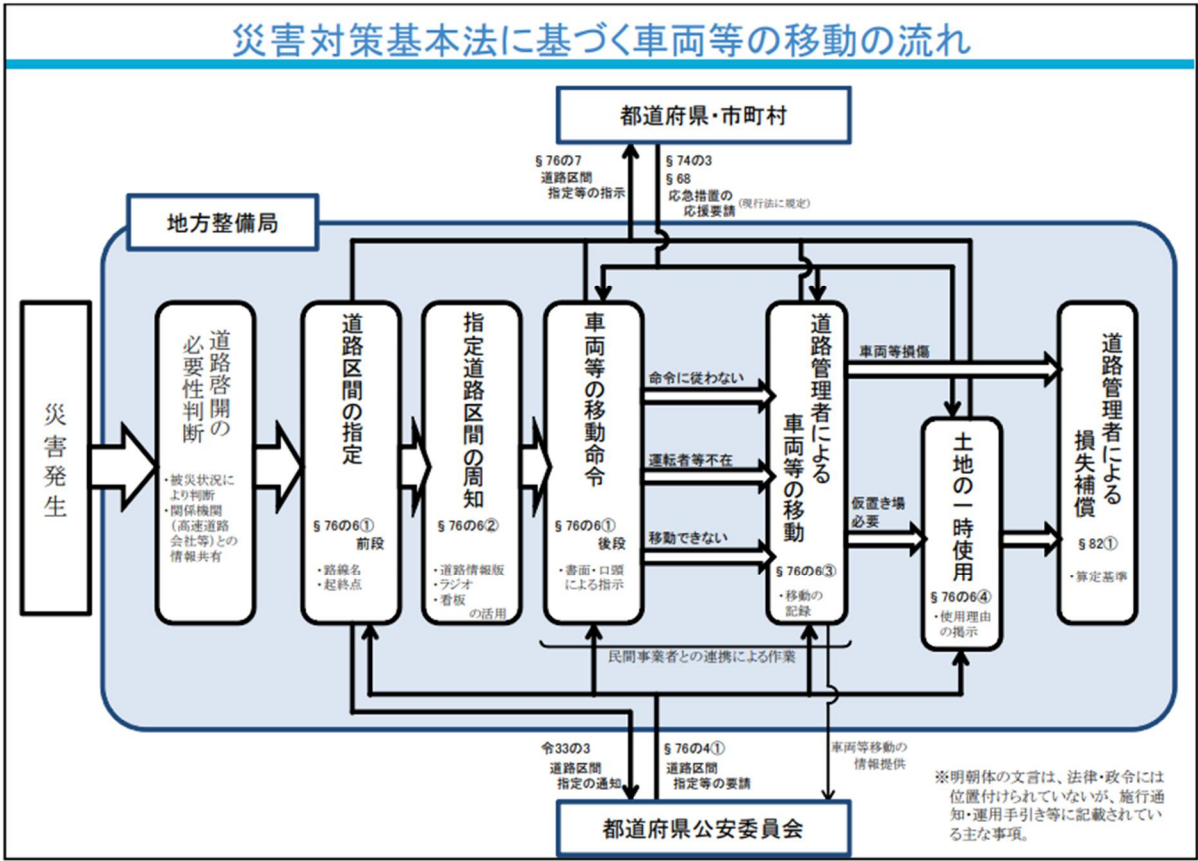 災害対策基本法に基づく車両等の移動の流れ
都道府県・市町村
§76の7
道路区間
指定等の指示
§74の3
§68
応急措置の
応援要請
(現行法に規定)
地方整備局
災害発生
道路啓開の
必要性判断
・被災状況に
より判断
・関係機関
(高速道路
会社等)との
情報共有
道路区間の指定
§76の6①
前段
・路線名
・起終点
指定道路区間の周知
§76の6②
・道路情報版
・ラジオ
・看板
の活用
車両等の移動命令
§76の6①
後段
・書面・口頭
による指示
命令に従わない
運転者等不在
移動できない
道路管理者による
車両等の移動
§76の6③
・移動の
記録
車両等損傷
仮置き場
必要
土地の一時使用
§76の6④
・使用理由
の掲示
道路管理者による
損失補償
§82①
・算定基準
民間事業者との連携による作業
令33の3
道路区間
指定の通知
§76の4①
道路区間
指定等の要請
車両等移動の
情報提供
都道府県公安委員会
※明朝体の文言は、法律・政令には
位置付けられていないが、施行通
知・運用手引き等に記載されてい
る主な事項。